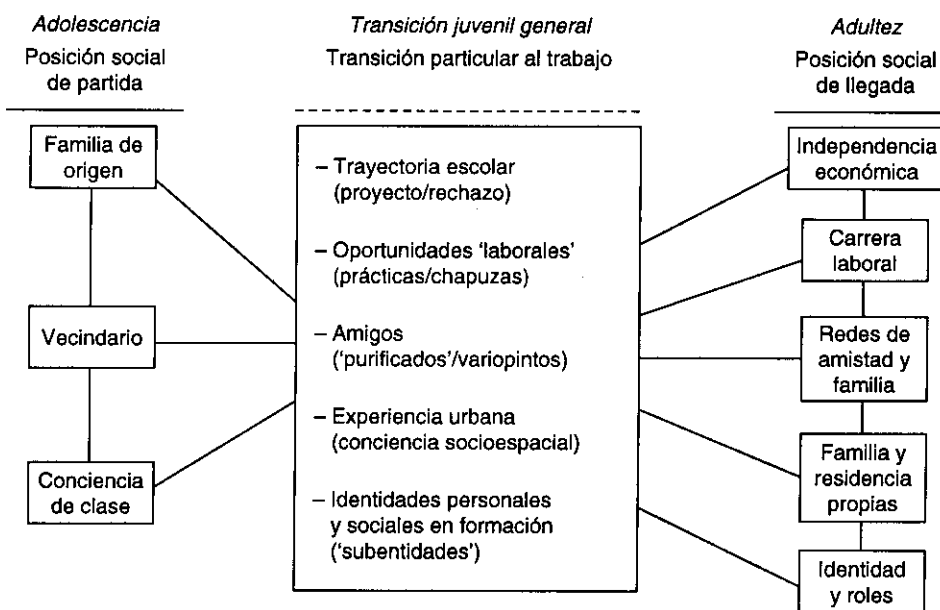 Adolescencia
Posición social
de partida
Familia de
origen
Vecindario
Conciencia
de clase
Transición juvenil general
Transición particular al trabajo
– Trayectoria escolar
(proyecto/rechazo)
– Oportunidades ‘laborales’
(prácticas/chapuzas)
– Amigos
(‘purificados’/variopintos)
– Experiencia urbana
(conciencia socioespacial)
– Identidades personales
y sociales en formación
(‘subentidades’)
Adultez
Posición social
de llegada
Independencia
económica
Carrera
laboral
Redes de
amistad y
familia
Familia y
residencia
propias
Identidad
y roles